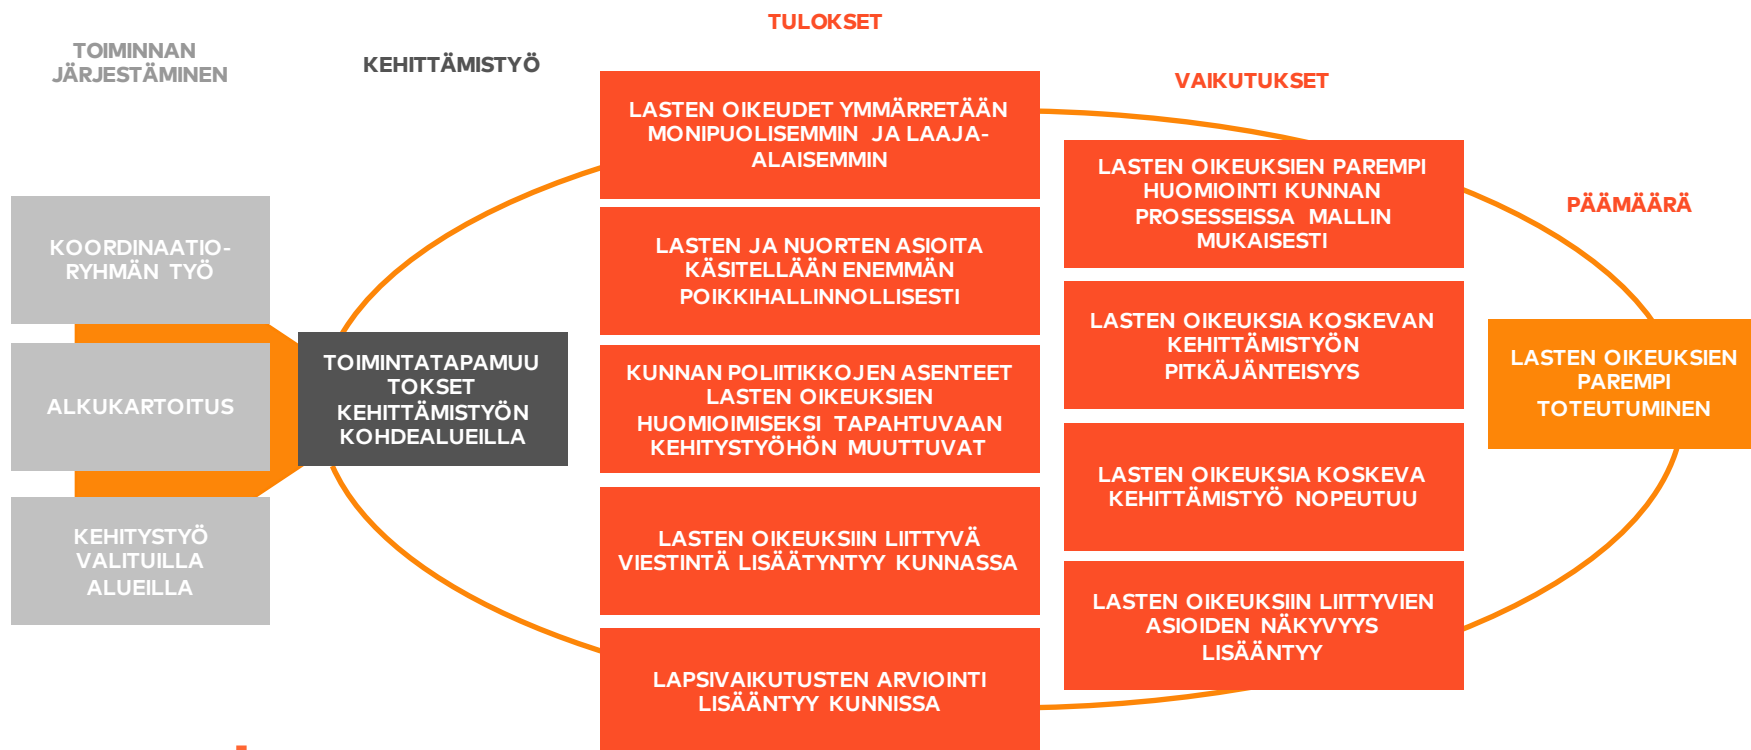 TOIMINNAN
JÄRJESTÄMINEN
KOORDINAATIO-
RYHMÄN TYÖ
ALKUKARTOITUS
KEHITYSTYÖ
VALITUILLA
ALUEILLA
KEHITTÄMISTYÖ
TOIMINTATAPAMUU
TOKSET
KEHITTÄMISTYÖN
KOHDEALUEILLA
TULOKSET
LASTEN OIKEUDET YMMÄRRETÄÄN
MONIPUOLISEMMIN JA LAAJA-
ALAISEMMIN
LASTEN JA NUORTEN ASIOITA
KÄSITELLÄÄN ENEMMÄN
POIKKIHALLINNOLLISESTI
KUNNAN POLIITIKKOJEN ASENTEET
LASTEN OIKEUKSIEN
HUOMIOIMISEKSI TAPAHTUVAAN
KEHITYSTYÖHÖN MUUTTUVAT
LASTEN OIKEUKSIIN LIITTYVÄ
VIESTINTÄ LISÄÄTYNTYY KUNNASSA
LAPSIVAIKUTUSTEN ARVIOINTI
LISÄÄNTYY KUNNISSA
VAIKUTUKSET
LASTEN OIKEUKSIEN PAREMPI
HUOMIOINTI KUNNAN
PROSESSEISSA MALLIN
MUKAISESTI
LASTEN OIKEUKSIA KOSKEVAN
KEHITTÄMISTYÖN
PITKÄJÄNTEISYYS
LASTEN OIKEUKSIA KOSKEVA
KEHITTÄMISTYÖ NOPEUTUU
LASTEN OIKEUKSIIN LIITTYVIEN
ASIOIDEN NÄKYVYYS
LISÄÄNTYY
PÄÄMÄÄRÄ
LASTEN OIKEUKSIEN
PAREMPI
TOTEUTUMINEN